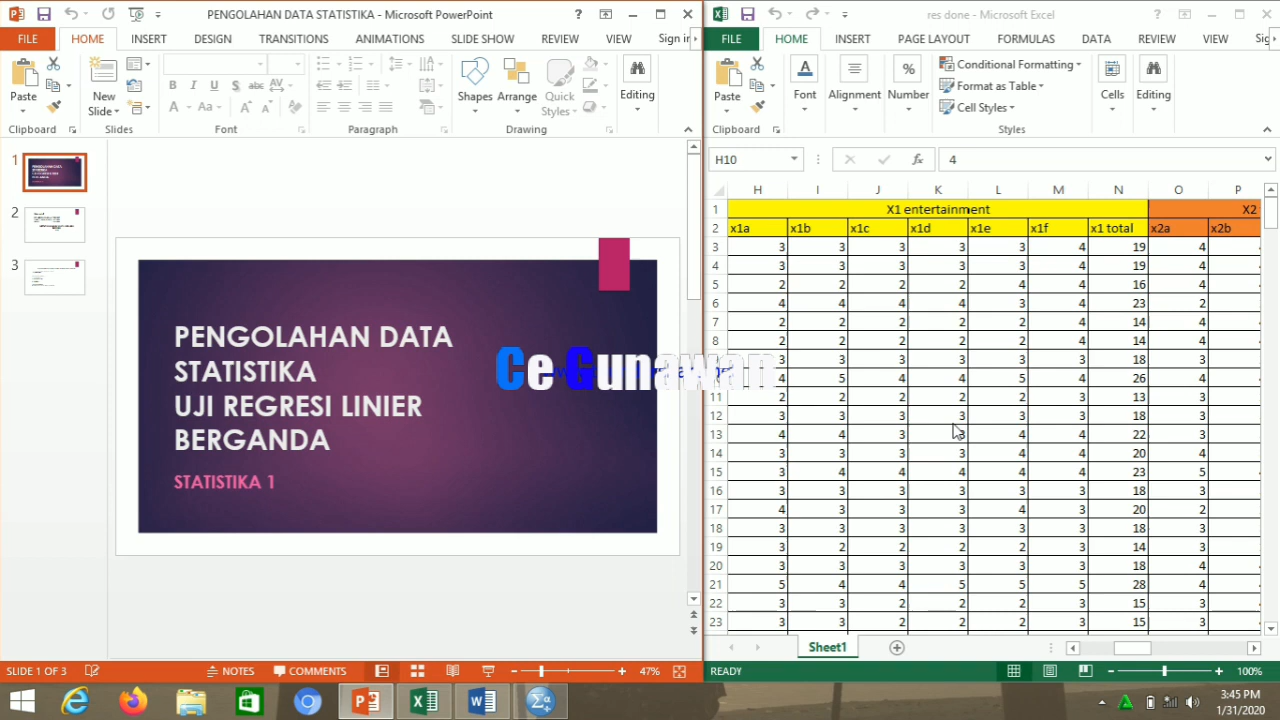 PENGOLAHAN DATA STATISTIKA - Microsoft PowerPoint
FILE HOME INSERT DESIGN TRANSITIONS ANIMATIONS SLIDE SHOW REVIEW VIEW Sign in
Paste
New
Slide
Shapes Arrange Quick
Styles
Editing
Clipboard Slides Font Paragraph Drawing
1
2
3
PENGOLAHAN DATA
STATISTIKA
UJI REGRESI LINIER
BERGANDA
STATISTIKA 1
Ce Gunawan
SLIDE 1 OF 3 NOTES COMMENTS 47%
res done - Microsoft Excel
FILE HOME INSERT PAGE LAYOUT FORMULAS DATA REVIEW VIEW Sig
Paste
Font Alignment Number
Conditional Formatting
Format as Table
Cell Styles
Cells Editing
Clipboard Styles
H10 fx 4
H I J K L M N O P
1 X1 entertainment X2
2 x1a x1b x1c x1d x1e x1f x1 total x2a x2b
3 3 3 3 3 3 4 19 4
4 3 3 3 3 3 4 19 4
5 2 2 2 2 4 4 16 4
6 4 4 4 4 3 4 23 2
7 2 2 2 2 2 4 14 4
8 2 2 2 2 2 4 14 4
3 3 3 3 3 3 18 3
4 5 4 4 5 4 26 4
11 2 2 2 2 2 3 13 3
12 3 3 3 3 3 3 18 3
13 4 4 3 3 4 4 22 3
14 3 3 3 3 4 4 20 4
15 3 4 4 4 4 4 23 5
16 3 3 3 3 3 3 18 3
17 4 3 3 3 4 3 20 2
18 3 3 3 3 3 3 18 3
19 3 2 2 2 2 3 14 3
20 3 3 3 3 3 3 18 4
21 5 4 4 5 5 5 28 4
22 3 3 2 2 2 3 15 3
23 3 3 2 2 2 3 15 3
Sheet1
READY 100%
3:45 PM
1/31/2020